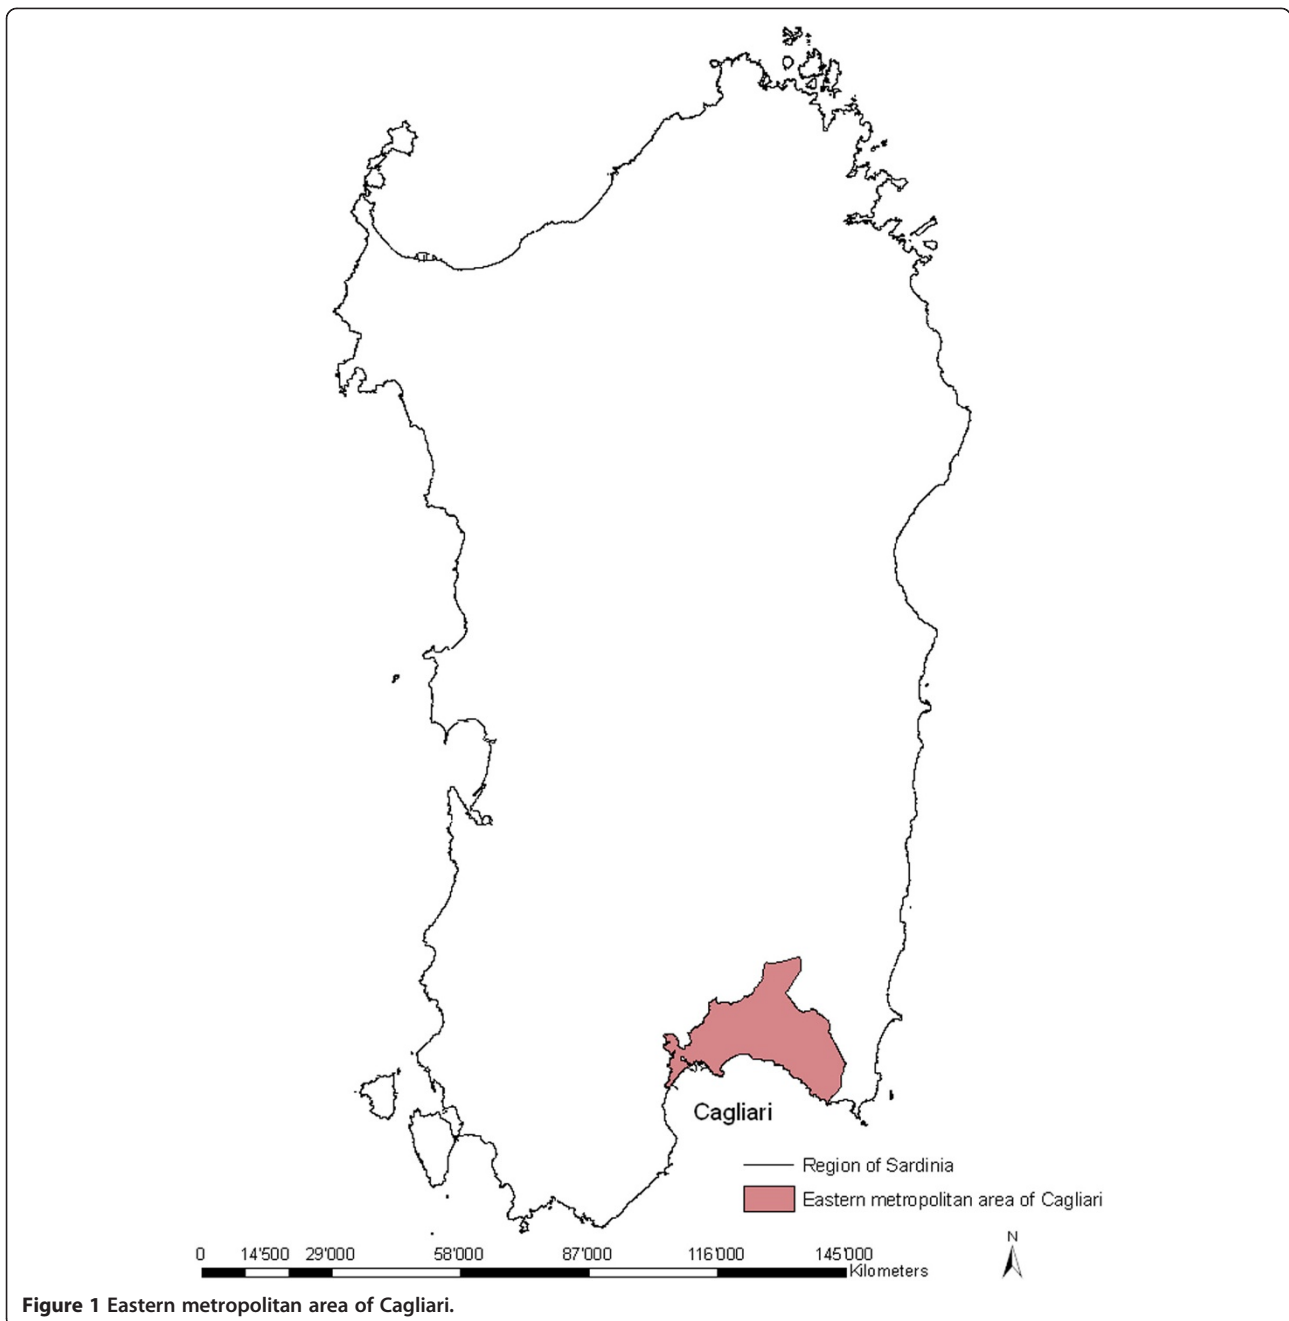 Cagliari
Region of Sardinia
Eastern metropolitan area of Cagliari
N
0 14'500 29'000 58'000 87'000 116'000 145'000
Kilometers
Figure 1 Eastern metropolitan area of Cagliari.